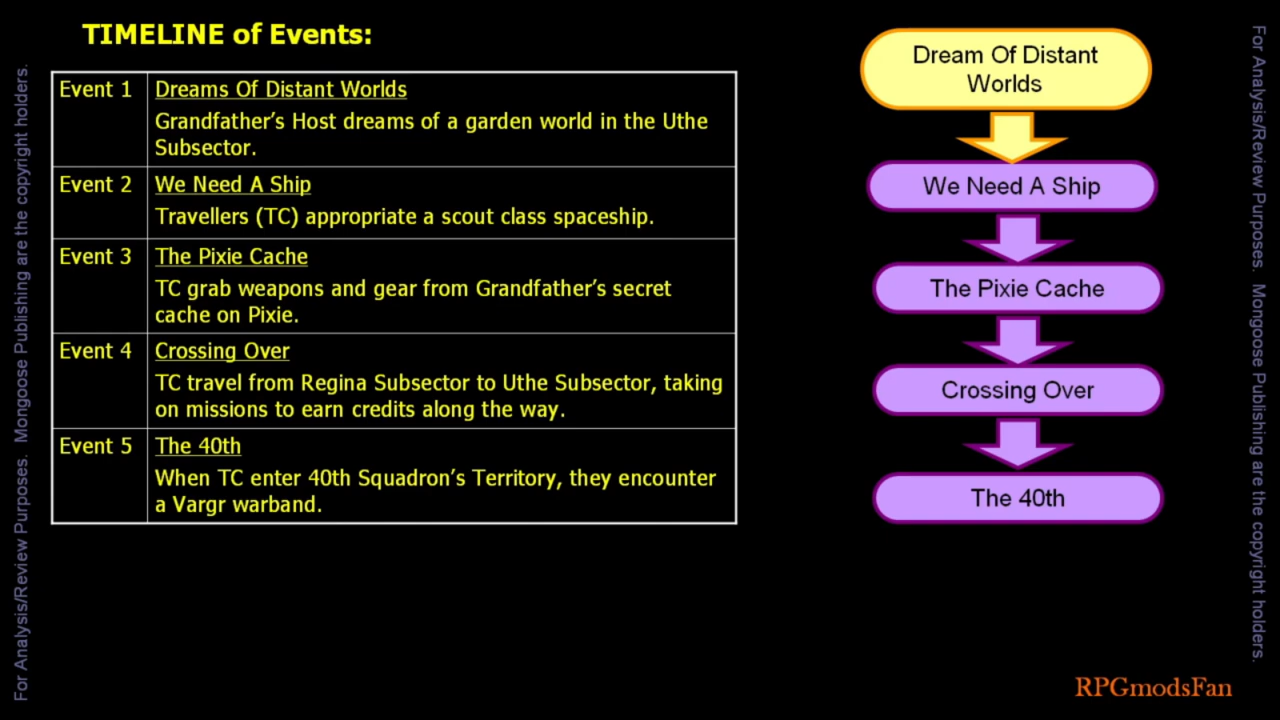 TIMELINE of Events:
Event 1
Dreams Of Distant Worlds
Grandfather's Host dreams of a garden world in the Uthe
Subsector.
Event 2
We Need A Ship
Travellers (TC) appropriate a scout class spaceship.
Event 3
The Pixie Cache
TC grab weapons and gear from Grandfather's secret
cache on Pixie.
Event 4
Crossing Over
TC travel from Regina Subsector to Uthe Subsector, taking
on missions to earn credits along the way.
Event 5
The 40th
When TC enter 40th Squadron's Territory, they encounter
a Vargr warband.
Dream Of Distant
Worlds
We Need A Ship
The Pixie Cache
Crossing Over
The 40th
For Analysis/Review Purposes. Mongoose Publishing are the copyright holders.
For Analysis/Review Purposes. Mongoose Publishing are the copyright holders.
RPGmodsFan